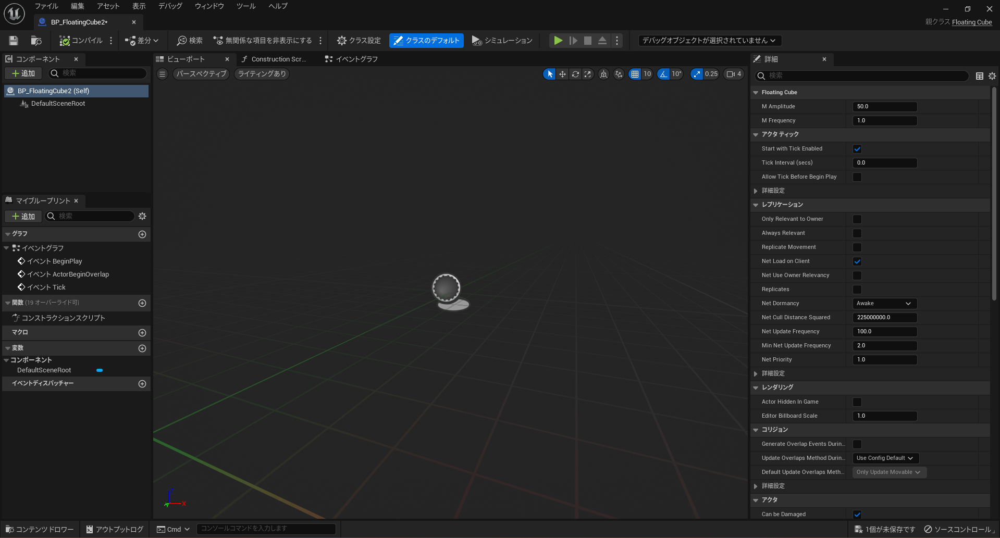 ファイル 編集 アセット 表示 デバッグ ウィンドウ ツール ヘルプ
BP_FloatingCube2*
親クラス Floating Cube
コンパイル 差分 検索 無関係な項目を非表示にする クラス設定 クラスのデフォルト シミュレーション デバッグオブジェクトが選択されていません
コンポーネント
追加 検索
BP_FloatingCube2 (Self)
DefaultSceneRoot
マイブループリント
追加 検索
グラフ
イベントグラフ
イベント BeginPlay
イベント ActorBeginOverlap
イベント Tick
関数 (19 オーバーライド可)
コンストラクションスクリプト
マクロ
変数
コンポーネント
DefaultSceneRoot
イベントディスパッチャー
ビューポート Construction Scr... イベントグラフ
パースペクティブ ライティングあり 10 10° 0.25 4
Z
Y X
詳細
検索
Floating Cube
M Amplitude 50.0
M Frequency 1.0
アクタ ティック
Start with Tick Enabled
Tick Interval (secs) 0.0
Allow Tick Before Begin Play
詳細設定
レプリケーション
Only Relevant to Owner
Always Relevant
Replicate Movement
Net Load on Client
Net Use Owner Relevancy
Replicates
Net Dormancy Awake
Net Cull Distance Squared 225000000.0
Net Update Frequency 100.0
Min Net Update Frequency 2.0
Net Priority 1.0
詳細設定
レンダリング
Actor Hidden In Game
Editor Billboard Scale 1.0
コリジョン
Generate Overlap Events Durin...
Update Overlaps Method Durin... Use Config Default
Default Update Overlaps Meth... Only Update Movable
詳細設定
アクタ
Can be Damaged
コンテンツ ドロワー アウトプットログ Cmd コンソールコマンドを入力します 1個が未保存です ソースコントロール